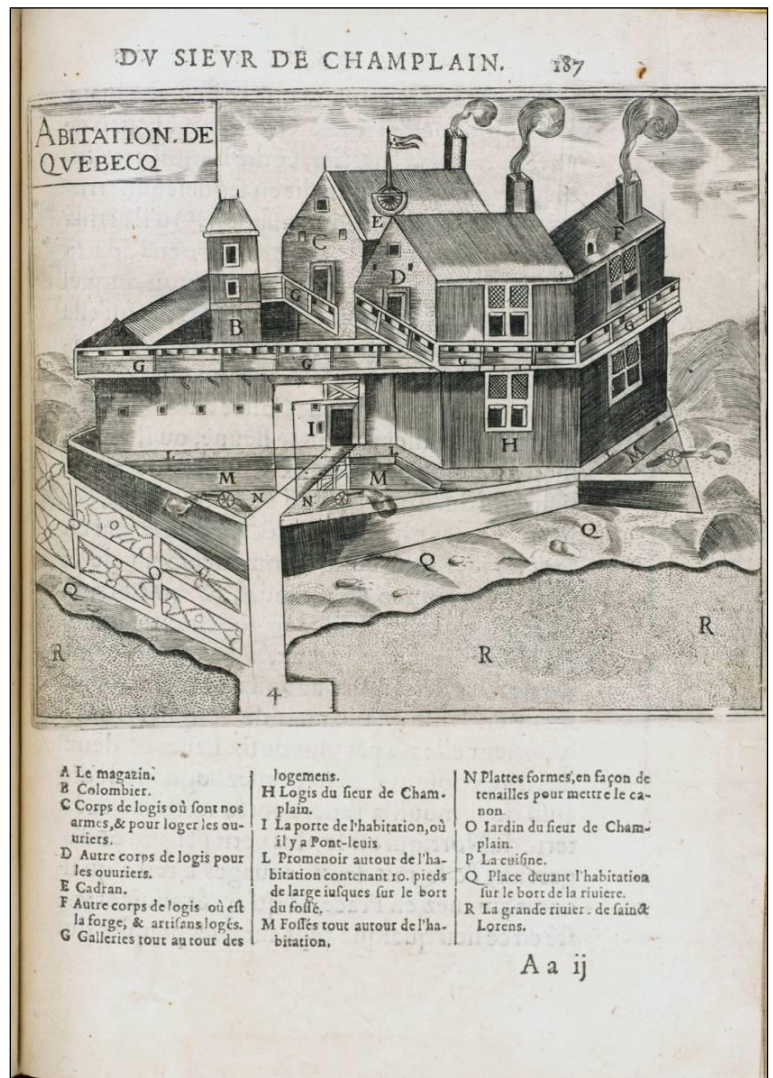 DV SIEVR DE CHAMPLAIN. 187
ABITATION. DE
QVEBECQ
E
F
C
D
G
B
G
G
G
G
I
H
L
L
M
M
M
N
N
Q
Q
O
O
Q
R
R
R
4
A Le magazin.
B Colombier.
C Corps de logis où ſont nos
armes, & pour loger les ou-
uriers.
D Autre corps de logis pour
les ouuriers.
E Cadran.
F Autre corps de logis où eſt
la forge, & artiſans logés.
G Galleries tout au tour des
logemens.
H Logis du ſieur de Cham-
plain.
I La porte de l'habitation, où
il y a Pont-leuis
L Promenoir autour de l'ha-
bitation contenant 10. pieds
de large iuſques ſur le bort
du foſſé.
M Foſſés tout autour de l'ha-
bitation.
N Plattes formes, en façon de
tenailles pour mettre le ca-
non
O Iardin du ſieur de Cham-
plain.
P La cuiſine.
Q Place deuant l'habitation
ſur le bort de la riuiere.
R La grande riuier: de ſainct
Lorens.
A a ij